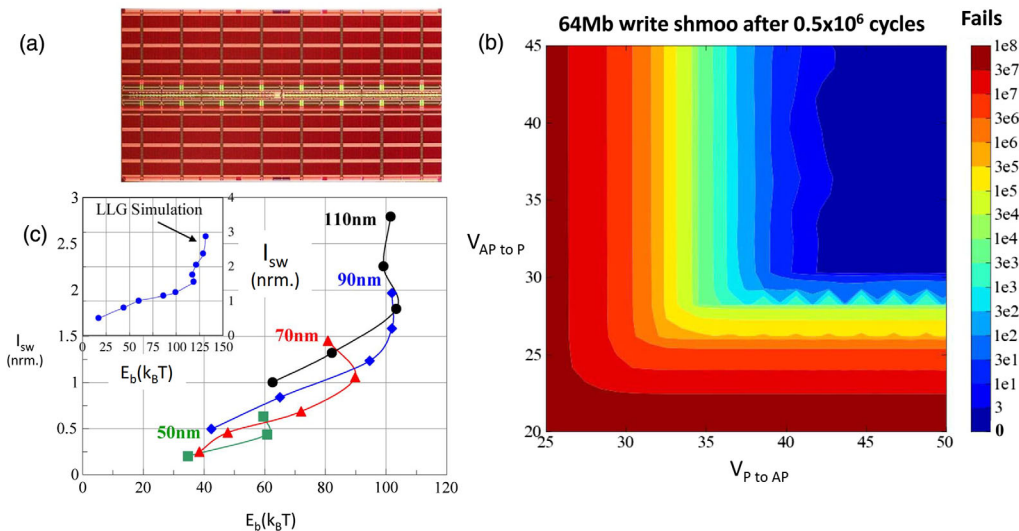 (a)
(b)
64Mb write shmoo after 0.5x10⁶ cycles
Fails
45
40
35
30
25
20
V_AP to P
25 30 35 40 45 50
V_P to AP
1e8
3e7
1e7
3e6
1e6
5e5
1e5
4e4
1e4
3e3
1e3
3e2
1e2
3e1
1e1
3
0
(c)
3
2.5
2
1.5
1
0.5
0
I_sw
(nrm.)
0 20 40 60 80 100 120
E_b(k_BT)
110nm
90nm
70nm
50nm
LLG Simulation
4
3
2
1
0
I_sw
(nrm.)
0 25 50 75 100 125 150
E_b(k_BT)